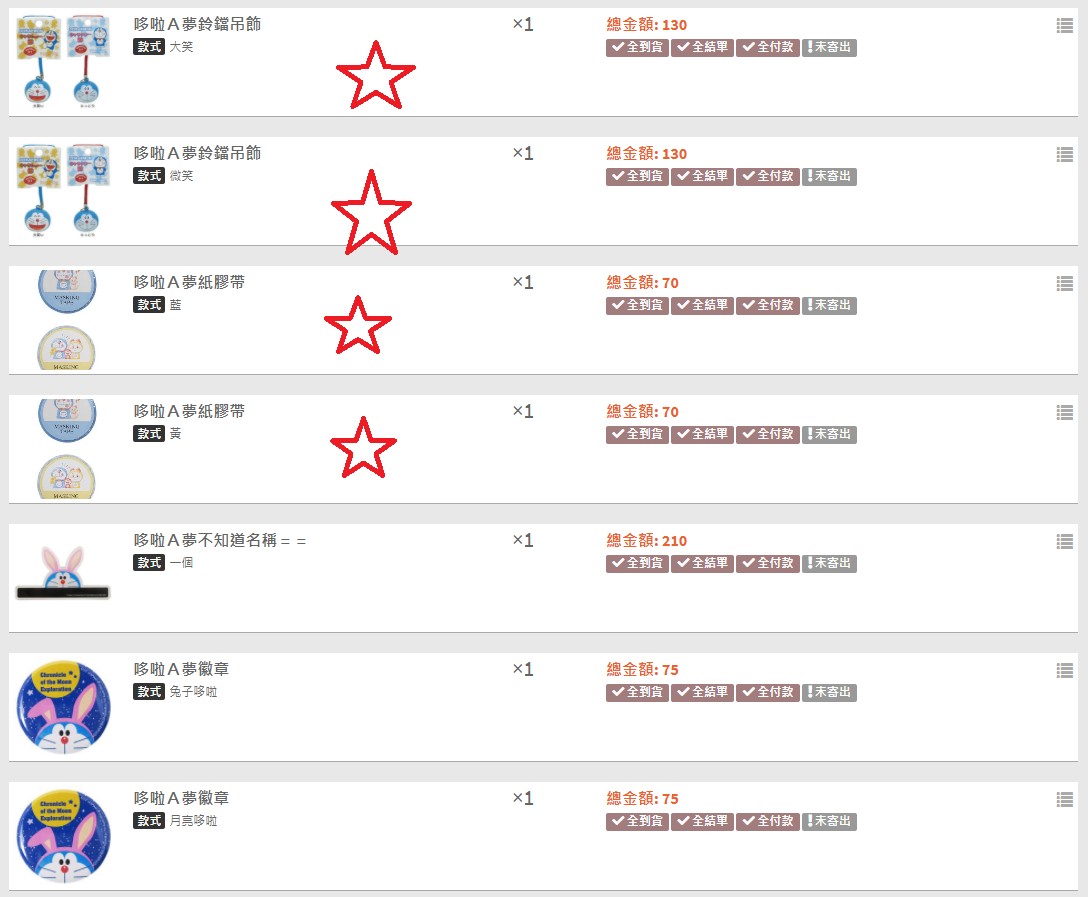 哆啦Ａ夢鈴鐺吊飾 ×1 總金額: 130
款式 大笑 全到貨 全結單 全付款 未寄出
哆啦Ａ夢鈴鐺吊飾 ×1 總金額: 130
款式 微笑 全到貨 全結單 全付款 未寄出
哆啦Ａ夢紙膠帶 ×1 總金額: 70
款式 藍 全到貨 全結單 全付款 未寄出
MASKING
TAPE
MASKING
哆啦Ａ夢紙膠帶 ×1 總金額: 70
款式 黃 全到貨 全結單 全付款 未寄出
MASKING
TAPE
MASKING
哆啦Ａ夢不知道名稱 = = ×1 總金額: 210
款式 一個 全到貨 全結單 全付款 未寄出
哆啦Ａ夢徽章 ×1 總金額: 75
款式 兔子哆啦 全到貨 全結單 全付款 未寄出
Chronicle
of the Moon
Exploration
哆啦Ａ夢徽章 ×1 總金額: 75
款式 月亮哆啦 全到貨 全結單 全付款 未寄出
Chronicle
of the Moon
Exploration